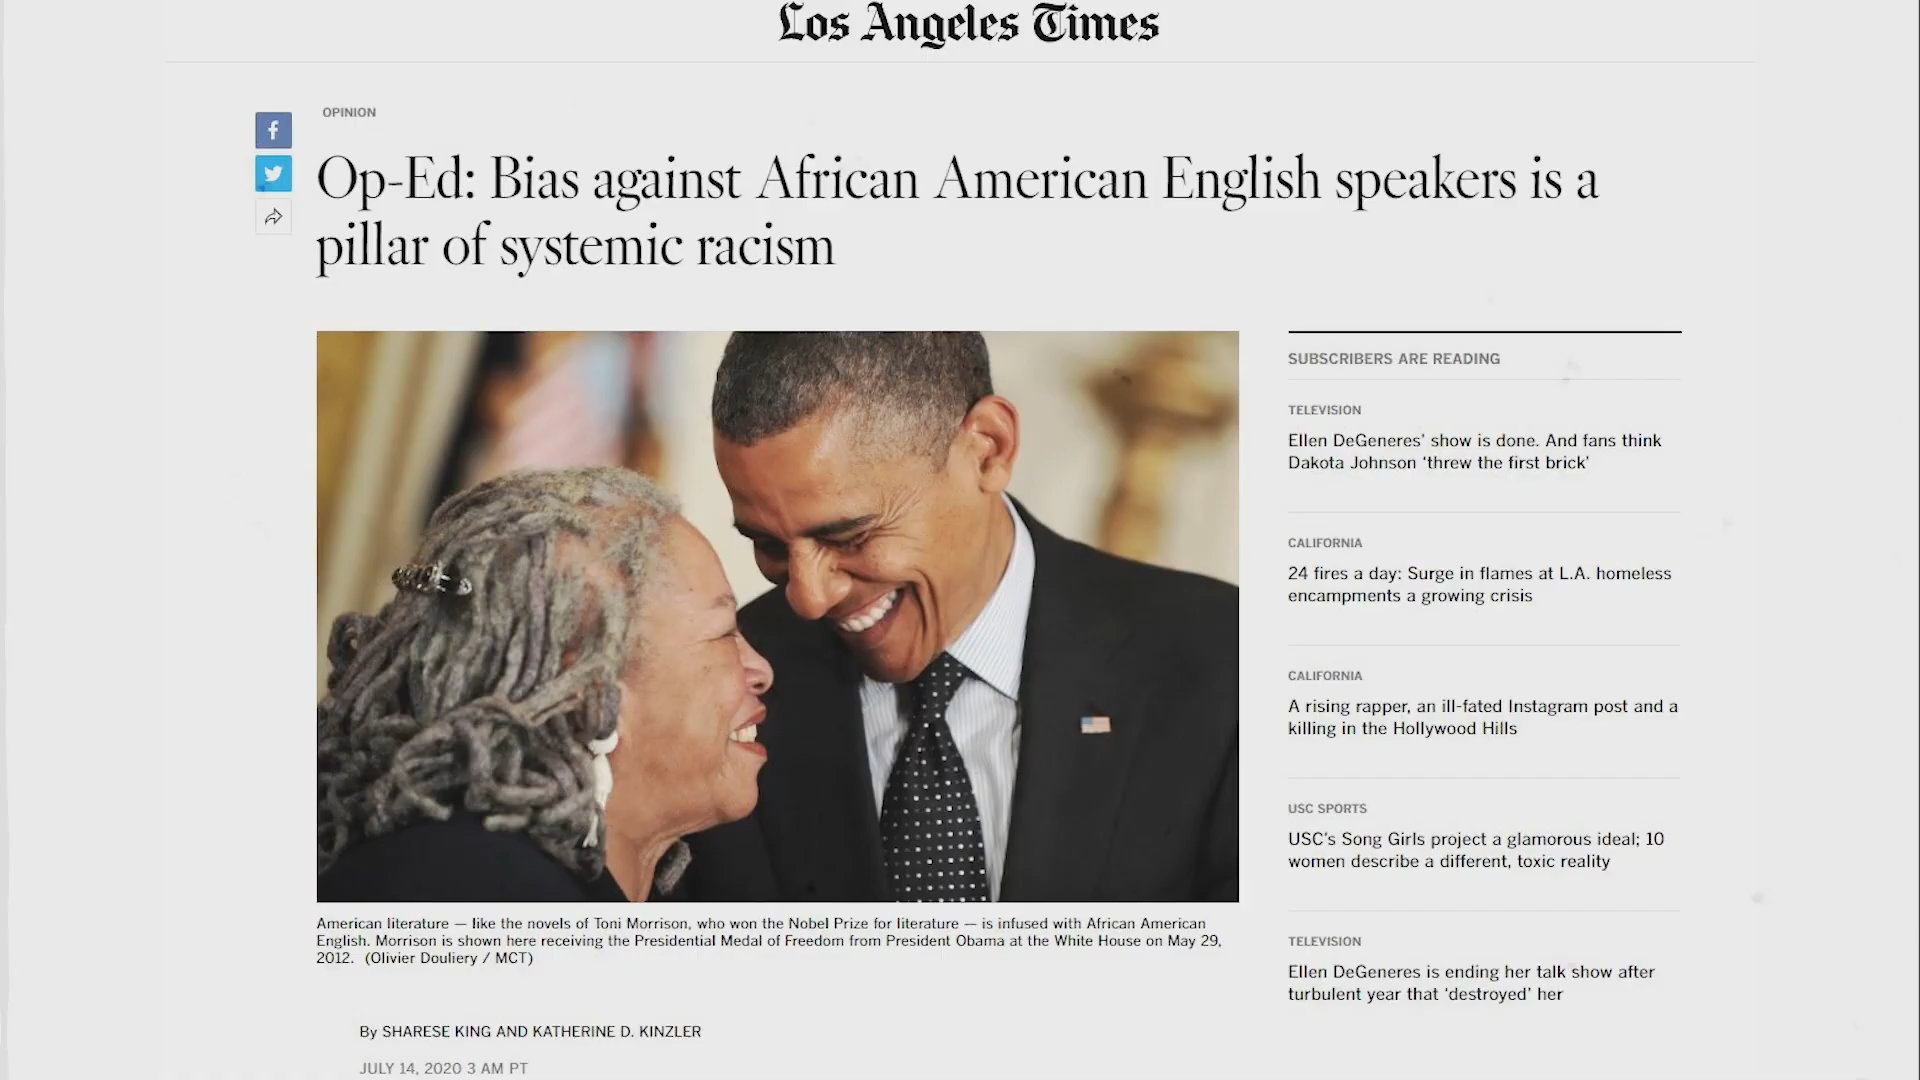 Los Angeles Times
OPINION
Op-Ed: Bias against African American English speakers is a
pillar of systemic racism
American literature — like the novels of Toni Morrison, who won the Nobel Prize for literature — is infused with African American
English. Morrison is shown here receiving the Presidential Medal of Freedom from President Obama at the White House on May 29,
2012. (Olivier Douliery / MCT)
By SHARESE KING AND KATHERINE D. KINZLER
JULY 14, 2020 3 AM PT
SUBSCRIBERS ARE READING
TELEVISION
Ellen DeGeneres’ show is done. And fans think
Dakota Johnson ‘threw the first brick’
CALIFORNIA
24 fires a day: Surge in flames at L.A. homeless
encampments a growing crisis
CALIFORNIA
A rising rapper, an ill-fated Instagram post and a
killing in the Hollywood Hills
USC SPORTS
USC’s Song Girls project a glamorous ideal; 10
women describe a different, toxic reality
TELEVISION
Ellen DeGeneres is ending her talk show after
turbulent year that ‘destroyed’ her